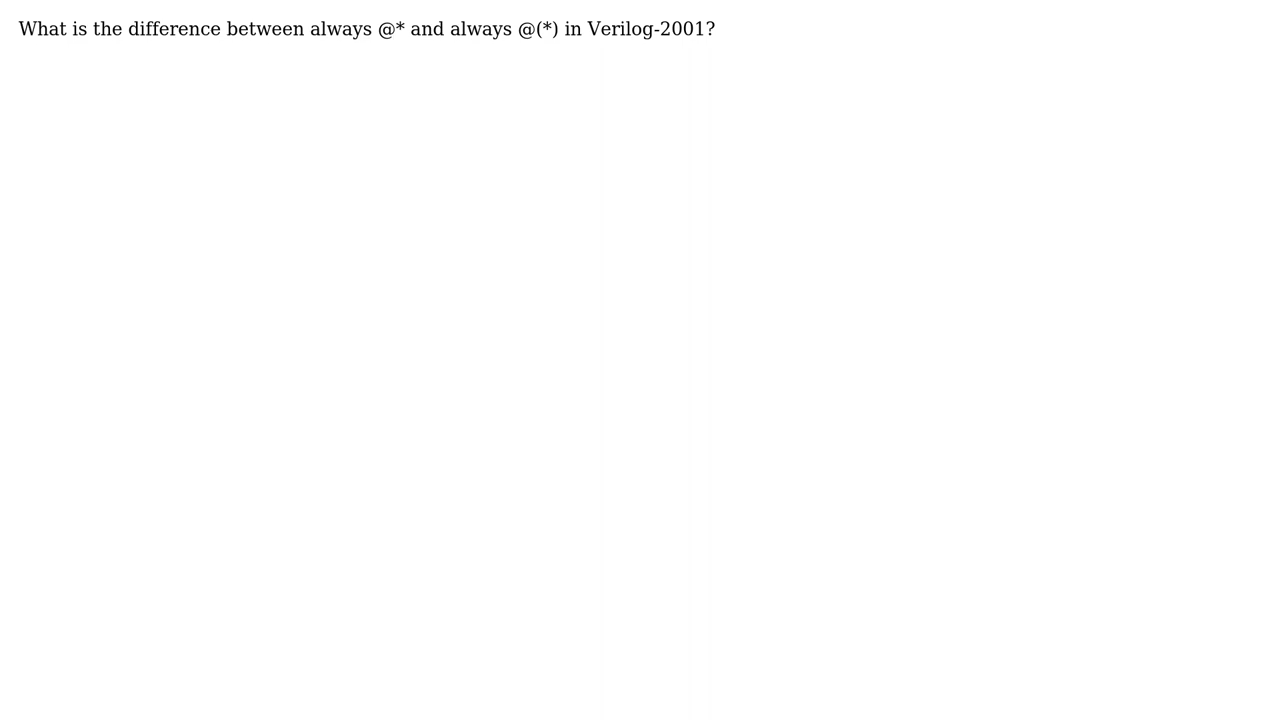 What is the difference between always @* and always @(*) in Verilog-2001?